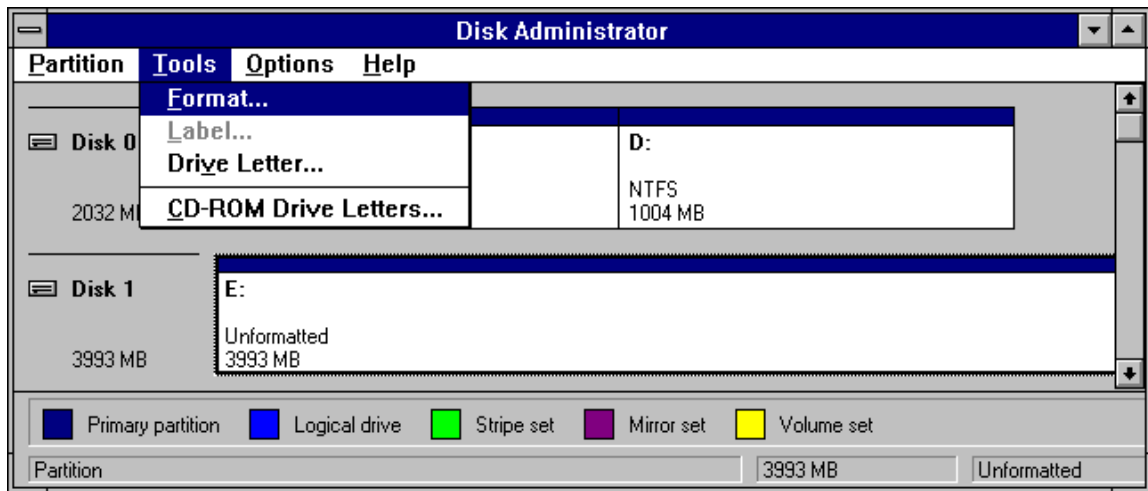 Disk Administrator
Partition Tools Options Help
Format...
Label...
Drive Letter...
CD-ROM Drive Letters...
Disk 0
2032 M
D:
NTFS
1004 MB
Disk 1
3993 MB
E:
Unformatted
3993 MB
Primary partition Logical drive Stripe set Mirror set Volume set
Partition 3993 MB Unformatted